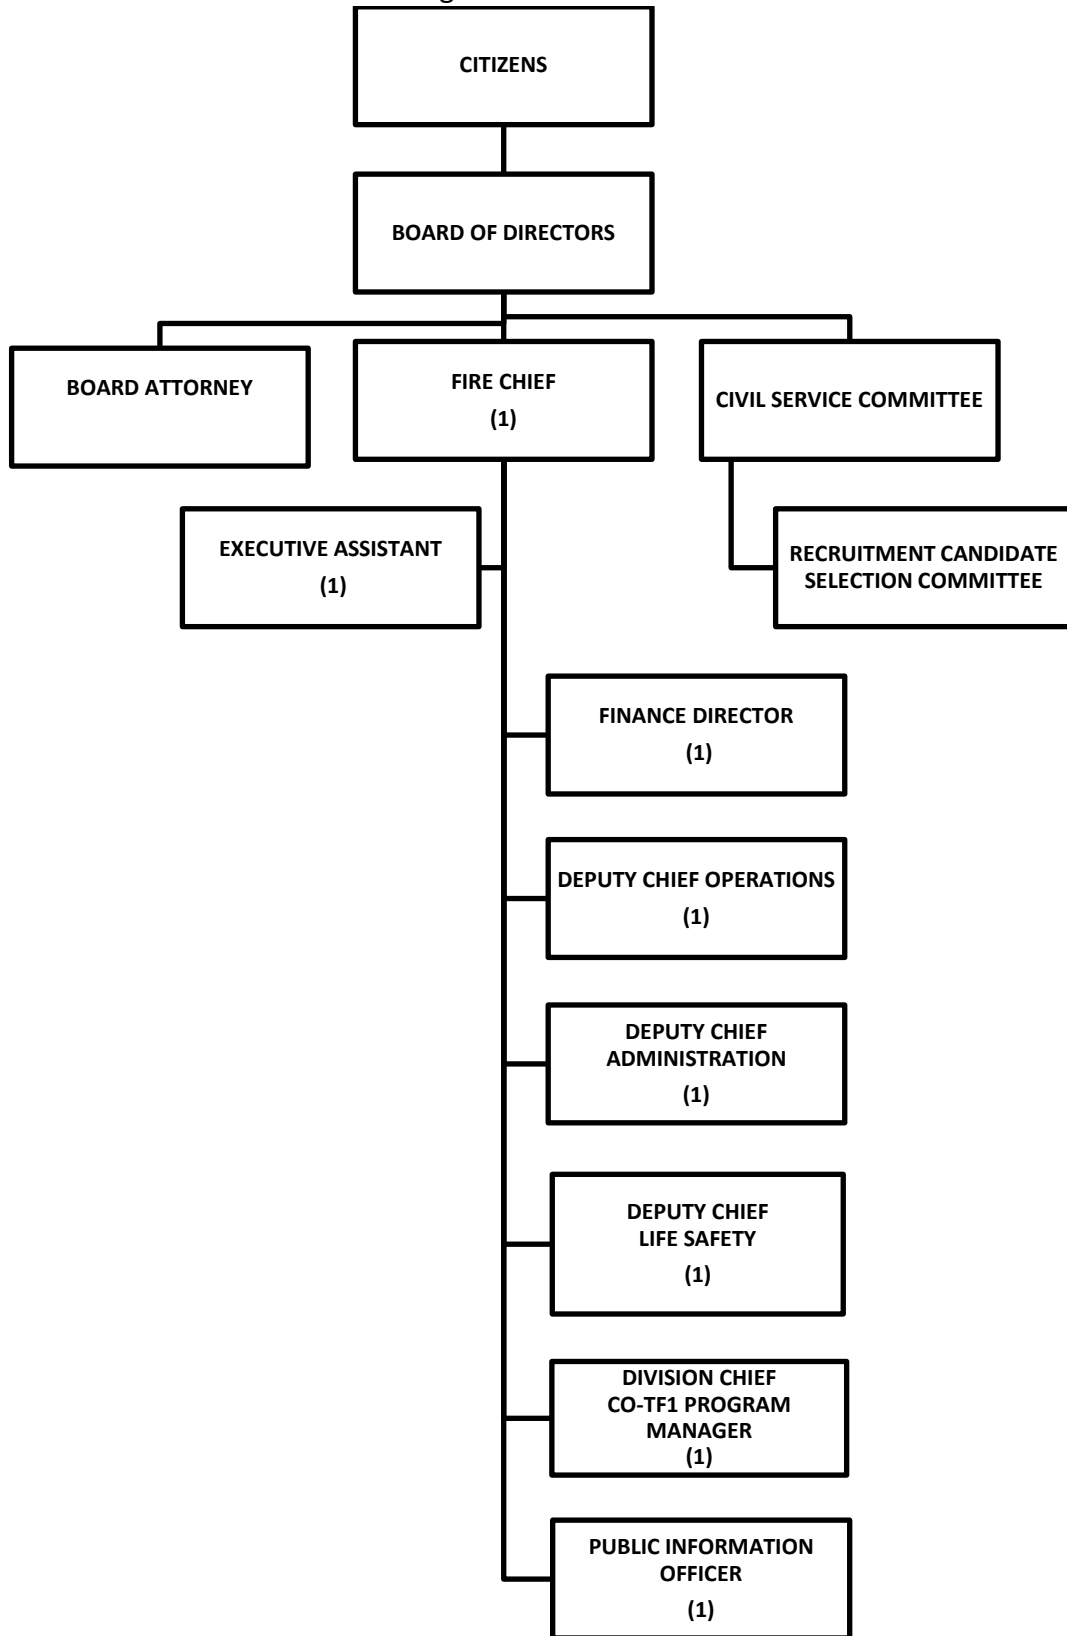 CITIZENS
BOARD OF DIRECTORS
BOARD ATTORNEY
FIRE CHIEF
(1)
CIVIL SERVICE COMMITTEE
EXECUTIVE ASSISTANT
(1)
RECRUITMENT CANDIDATE
SELECTION COMMITTEE
FINANCE DIRECTOR
(1)
DEPUTY CHIEF OPERATIONS
(1)
DEPUTY CHIEF
ADMINISTRATION
(1)
DEPUTY CHIEF
LIFE SAFETY
(1)
DIVISION CHIEF
CO-TF1 PROGRAM
MANAGER
(1)
PUBLIC INFORMATION
OFFICER
(1)